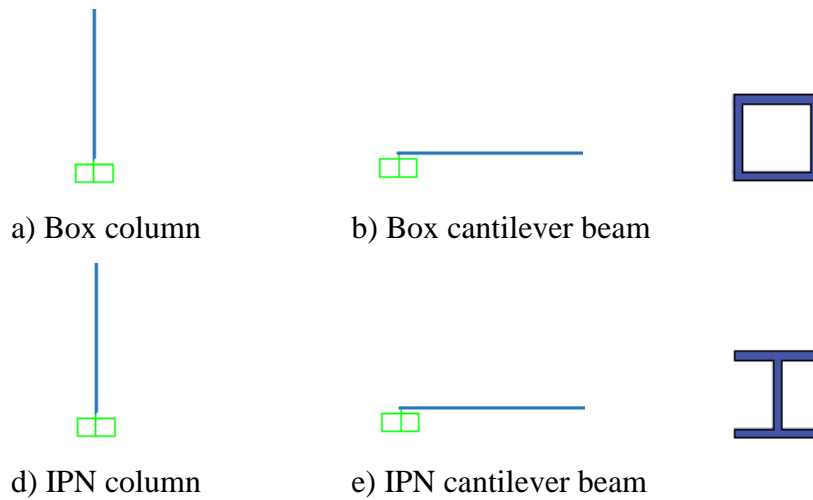 a) Box column
b) Box cantilever beam
d) IPN column
e) IPN cantilever beam